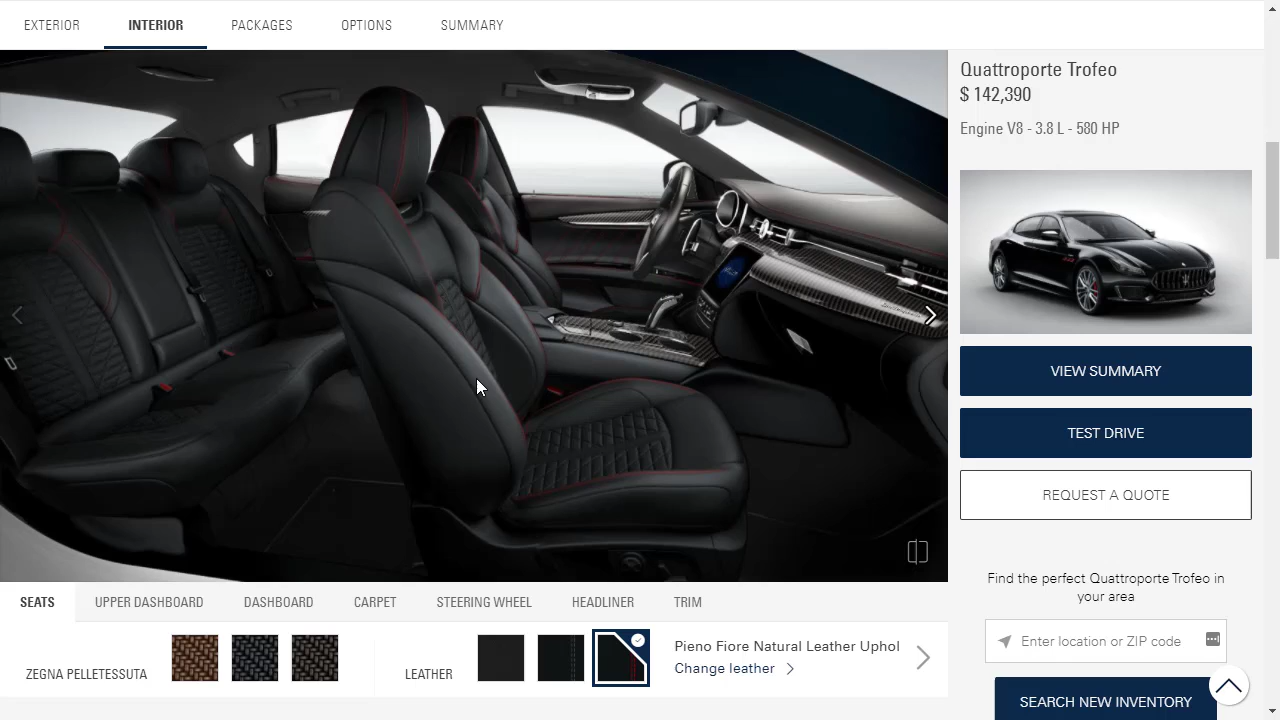 EXTERIOR
INTERIOR
PACKAGES
OPTIONS
SUMMARY
Quattroporte Trofeo
$ 142,390
Engine V8 - 3.8 L - 580 HP
VIEW SUMMARY
TEST DRIVE
REQUEST A QUOTE
Find the perfect Quattroporte Trofeo in
your area
Enter location or ZIP code
SEARCH NEW INVENTORY
SEATS
UPPER DASHBOARD
DASHBOARD
CARPET
STEERING WHEEL
HEADLINER
TRIM
ZEGNA PELLETESSUTA
LEATHER
Pieno Fiore Natural Leather Uphol
Change leather